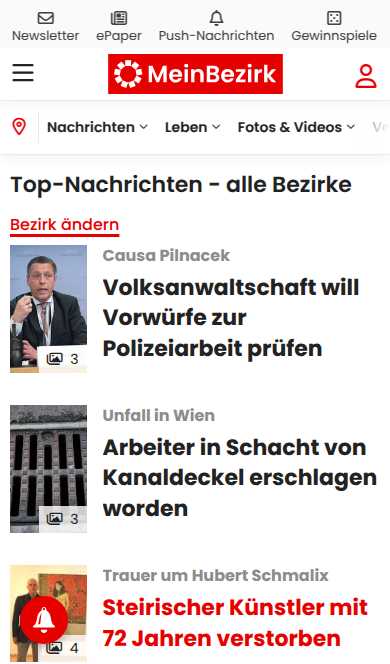 Newsletter ePaper Push-Nachrichten Gewinnspiele
MeinBezirk
Nachrichten Leben Fotos & Videos
Top-Nachrichten - alle Bezirke
Bezirk ändern
Causa Pilnacek
Volksanwaltschaft will
Vorwürfe zur
Polizeiarbeit prüfen
3
Unfall in Wien
Arbeiter in Schacht von
Kanaldeckel erschlagen
worden
3
Trauer um Hubert Schmalix
Steirischer Künstler mit
72 Jahren verstorben
4